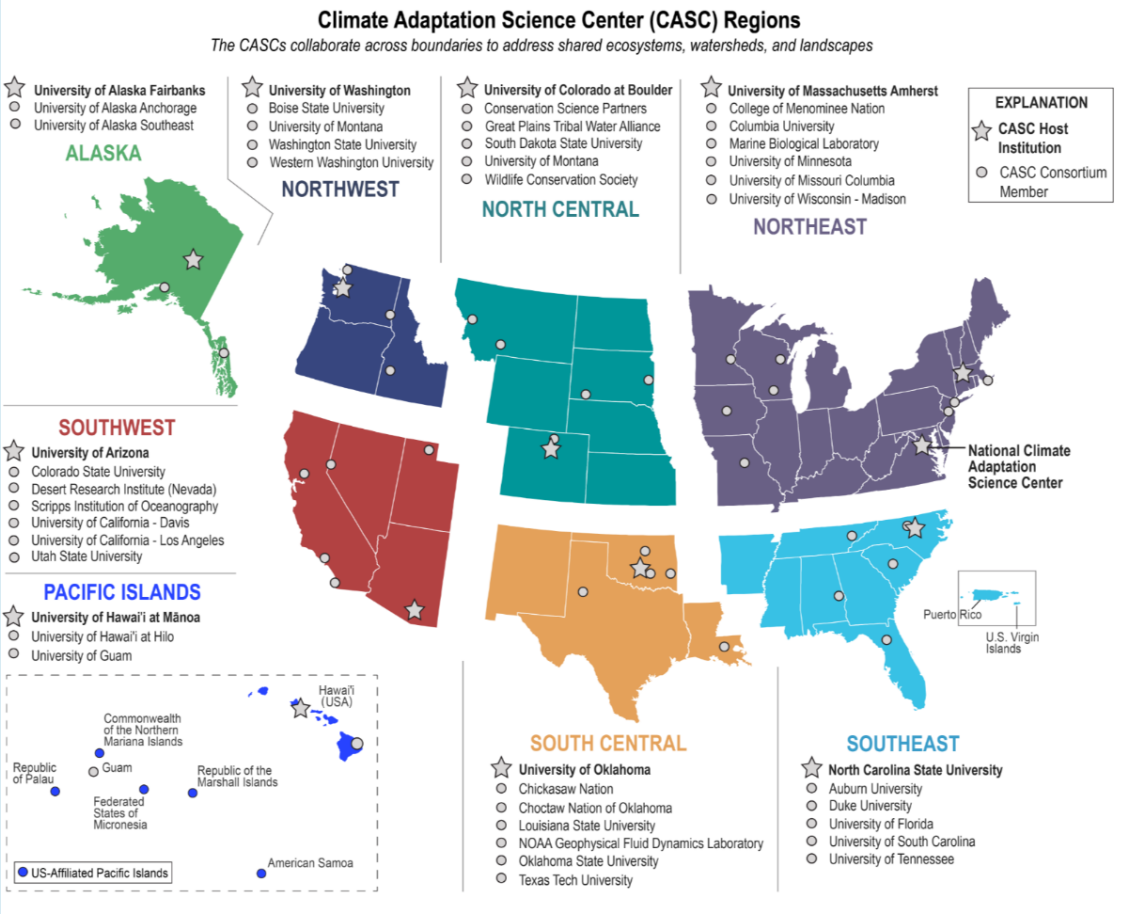 Climate Adaptation Science Center (CASC) Regions
The CASCs collaborate across boundaries to address shared ecosystems, watersheds, and landscapes
University of Alaska Fairbanks
University of Alaska Anchorage
University of Alaska Southeast
ALASKA
University of Washington
Boise State University
University of Montana
Washington State University
Western Washington University
NORTHWEST
University of Colorado at Boulder
Conservation Science Partners
Great Plains Tribal Water Alliance
South Dakota State University
University of Montana
Wildlife Conservation Society
NORTH CENTRAL
University of Massachusetts Amherst
College of Menominee Nation
Columbia University
Marine Biological Laboratory
University of Minnesota
University of Missouri Columbia
University of Wisconsin - Madison
NORTHEAST
EXPLANATION
CASC Host
Institution
CASC Consortium
Member
National Climate
Adaptation
Science Center
SOUTHWEST
University of Arizona
Colorado State University
Desert Research Institute (Nevada)
Scripps Institution of Oceanography
University of California - Davis
University of California - Los Angeles
Utah State University
PACIFIC ISLANDS
University of Hawai'i at Mānoa
University of Hawai'i at Hilo
University of Guam
Hawai'i
(USA)
Commonwealth
of the Northern
Mariana Islands
Republic
of Palau
Guam
Federated
States of
Micronesia
Republic of the
Marshall Islands
American Samoa
US-Affiliated Pacific Islands
Puerto Rico
U.S. Virgin
Islands
SOUTH CENTRAL
University of Oklahoma
Chickasaw Nation
Choctaw Nation of Oklahoma
Louisiana State University
NOAA Geophysical Fluid Dynamics Laboratory
Oklahoma State University
Texas Tech University
SOUTHEAST
North Carolina State University
Auburn University
Duke University
University of Florida
University of South Carolina
University of Tennessee